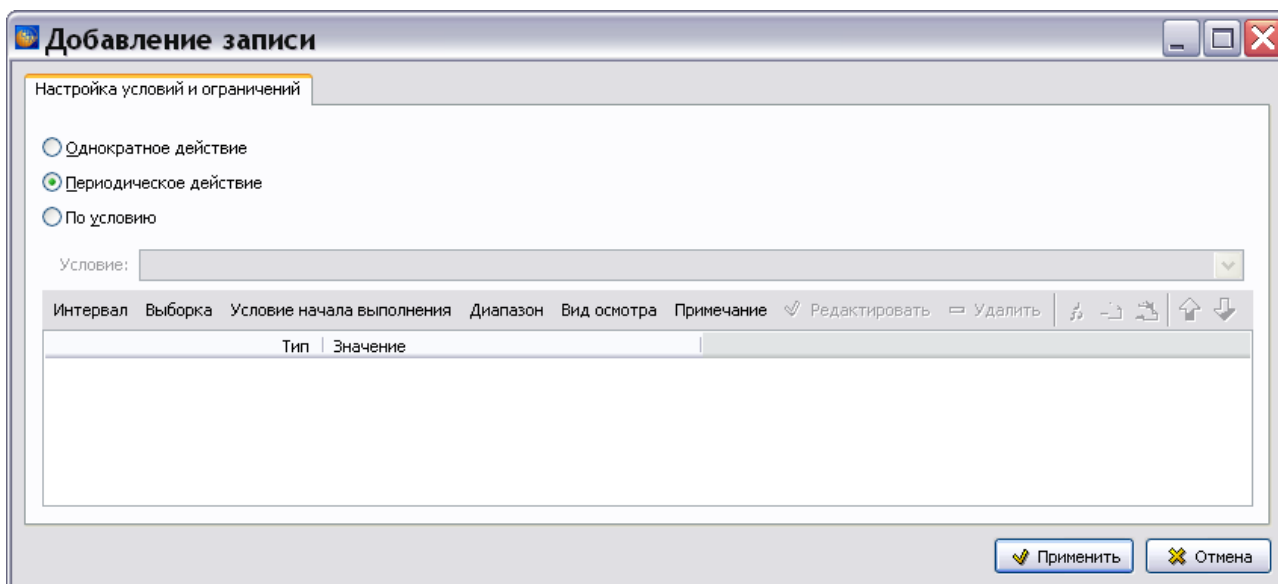 Добавление записи
Настройка условий и ограничений
Однократное действие
Периодическое действие
По условию
Условие:
Интервал Выборка Условие начала выполнения Диапазон Вид осмотра Примечание Редактировать Удалить
Тип Значение
Применить Отмена